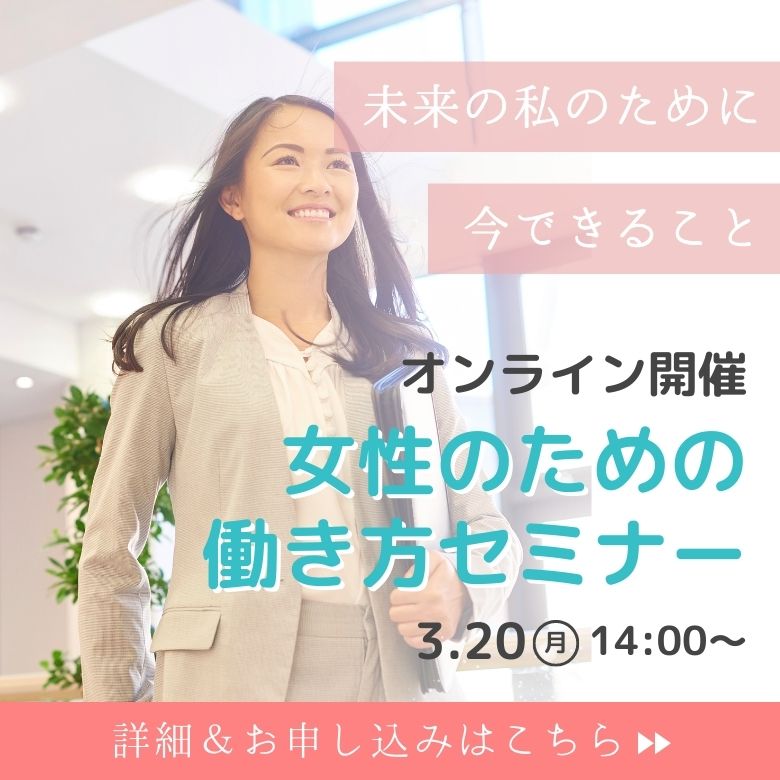 未来の私のために
今できること
オンライン開催
女性のための
働き方セミナー
3.20㊊14:00〜
詳細＆お申し込みはこちら